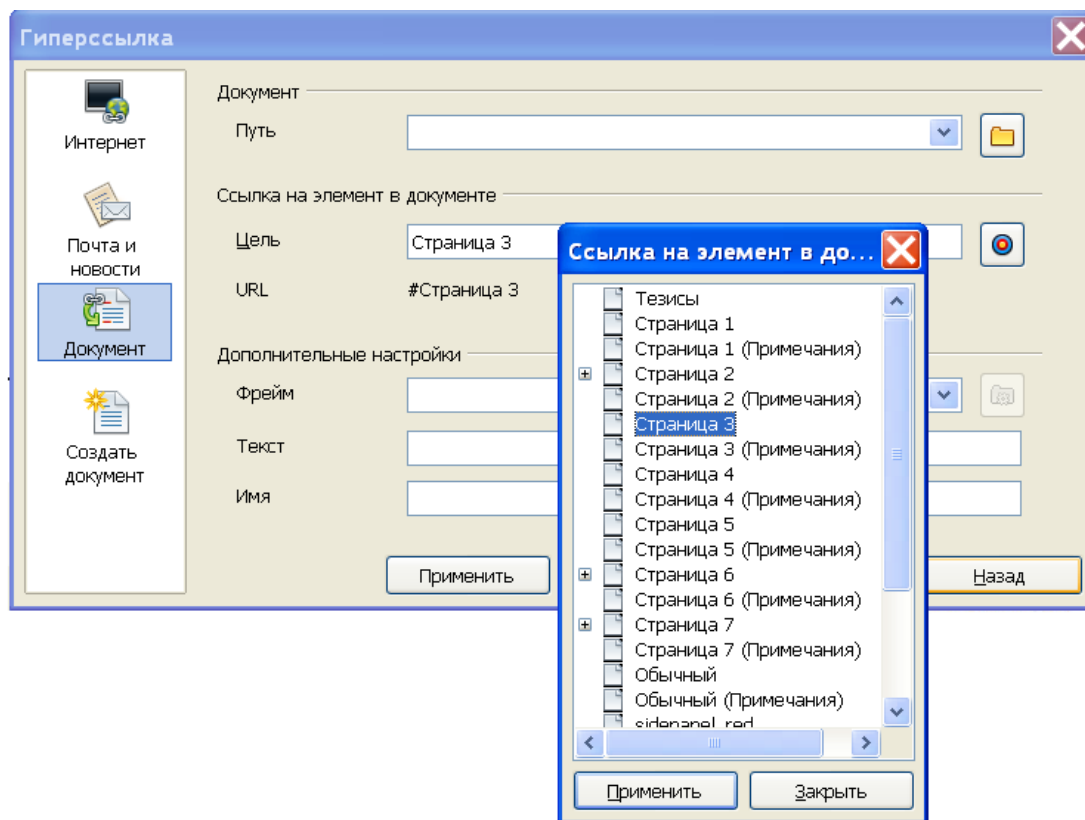 Гиперссылка
Интернет
Почта и
новости
Документ
Создать
документ
Документ
Путь
Ссылка на элемент в документе
Цель
Страница 3
URL
#Страница 3
Дополнительные настройки
Фрейм
Текст
Имя
Применить
Назад
Ссылка на элемент в до...
Тезисы
Страница 1
Страница 1 (Примечания)
Страница 2
Страница 2 (Примечания)
Страница 3
Страница 3 (Примечания)
Страница 4
Страница 4 (Примечания)
Страница 5
Страница 5 (Примечания)
Страница 6
Страница 6 (Примечания)
Страница 7
Страница 7 (Примечания)
Обычный
Обычный (Примечания)
sidepanel_red
Применить
Закрыть